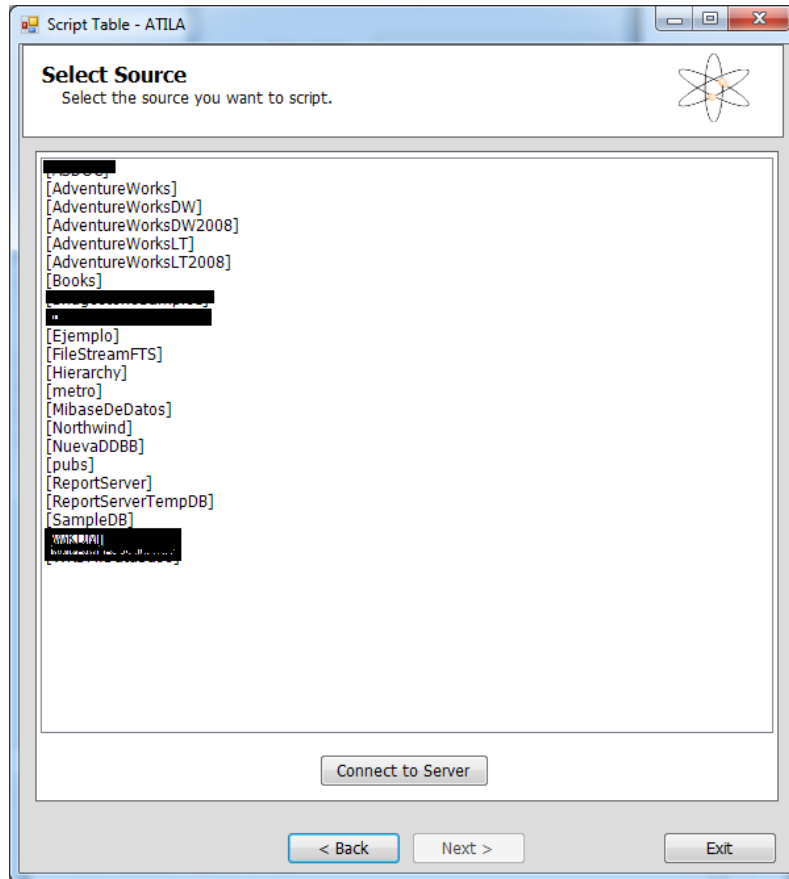 Script Table - ATILA
Select Source
Select the source you want to script.
[AdventureWorks]
[AdventureWorksDW]
[AdventureWorksDW2008]
[AdventureWorksLT]
[AdventureWorksLT2008]
[Books]
[Ejemplo]
[FileStreamFTS]
[Hierarchy]
[metro]
[MibaseDeDatos]
[Northwind]
[NuevaDDBB]
[pubs]
[ReportServer]
[ReportServerTempDB]
[SampleDB]
Connect to Server
< Back Next > Exit